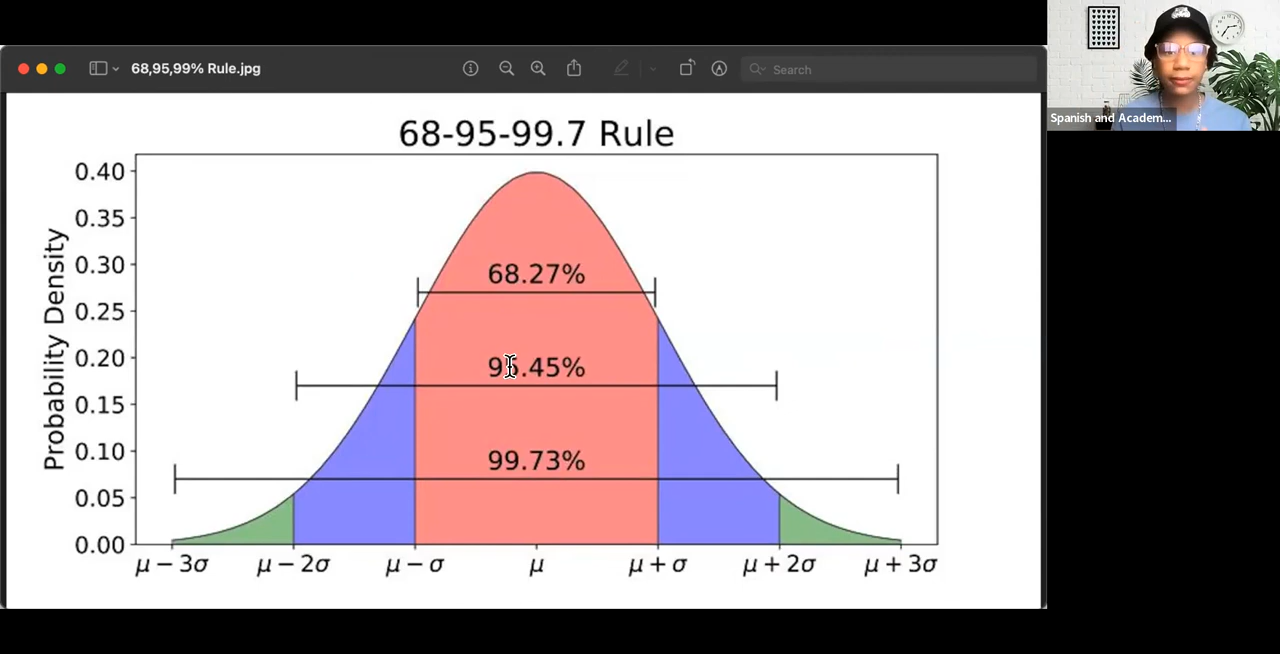 68,95,99% Rule.jpg
Search
Spanish and Academ...
68-95-99.7 Rule
Probability Density
0.40
0.35
0.30
0.25
0.20
0.15
0.10
0.05
0.00
68.27%
95.45%
99.73%
μ − 3σ μ − 2σ μ − σ μ μ + σ μ + 2σ μ + 3σ